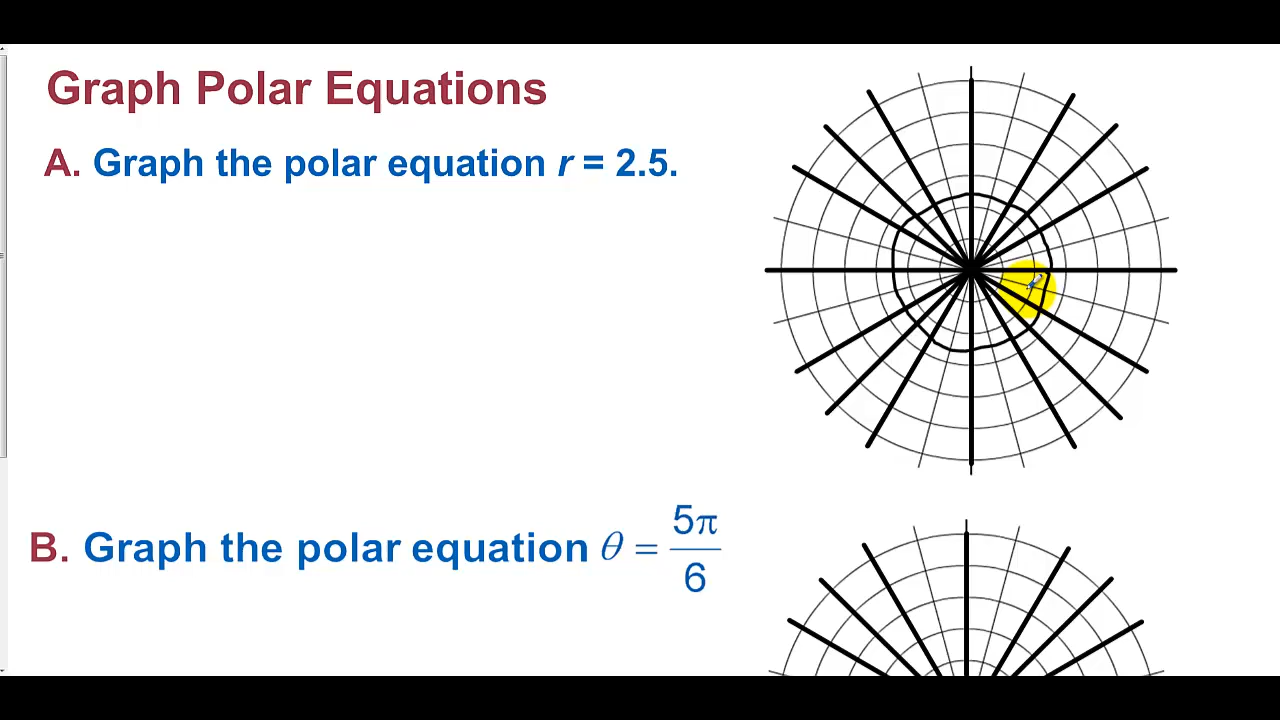 Graph Polar Equations
A. Graph the polar equation r = 2.5.
B. Graph the polar equation θ = 5π/6